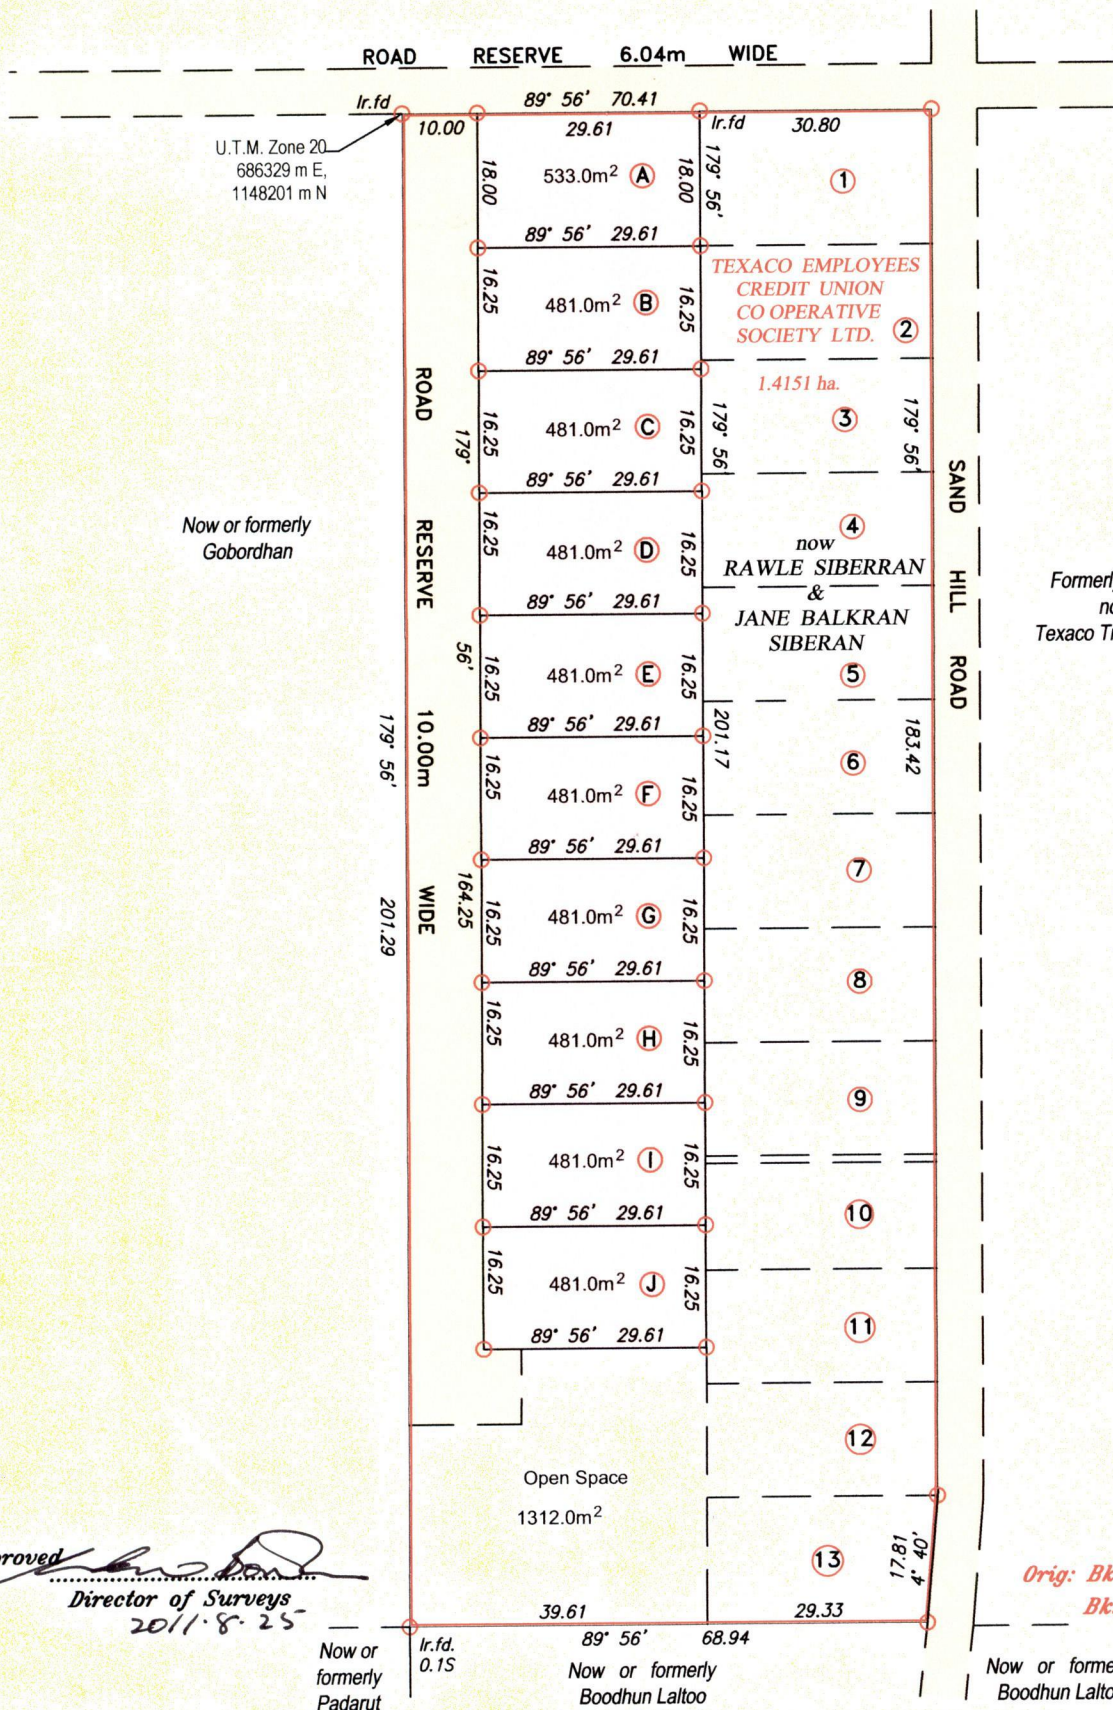 ROAD RESERVE 6.04m WIDE
Ir.fd
89° 56' 70.41
10.00
29.61
Ir.fd
30.80
U.T.M. Zone 20
686329 m E,
1148201 m N
18.00
533.0m² A
18.00
179° 56'
1
89° 56' 29.61
16.25
481.0m² B
16.25
TEXACO EMPLOYEES
CREDIT UNION
CO OPERATIVE
SOCIETY LTD.
2
89° 56' 29.61
1.4151 ha.
16.25
481.0m² C
16.25
179° 56'
3
179° 56'
89° 56' 29.61
Now or formerly
Gobordhan
16.25
481.0m² D
16.25
4
now
RAWLE SIBERRAN
&
JANE BALKRAN
SIBERAN
89° 56' 29.61
Formerly
Texaco
16.25
481.0m² E
16.25
5
89° 56' 29.61
201.17
183.42
16.25
481.0m² F
16.25
6
89° 56' 29.61
7
16.25
481.0m² G
16.25
89° 56' 29.61
8
16.25
481.0m² H
16.25
89° 56' 29.61
9
16.25
481.0m² I
16.25
89° 56' 29.61
10
16.25
481.0m² J
16.25
89° 56' 29.61
11
12
13
ROAD RESERVE 10.00m WIDE
179° 56' 164.25
179° 56' 201.29
SAND HILL ROAD
Open Space
1312.0m²
17.81
4° 40'
Orig: Bk
Bk
proved
Director of Surveys
2011.8.25
39.61
29.33
89° 56' 68.94
Ir.fd.
0.1S
Now or
formerly
Padarut
Now or formerly
Boodhun Laltoo
Now or forme
Boodhun Lalto